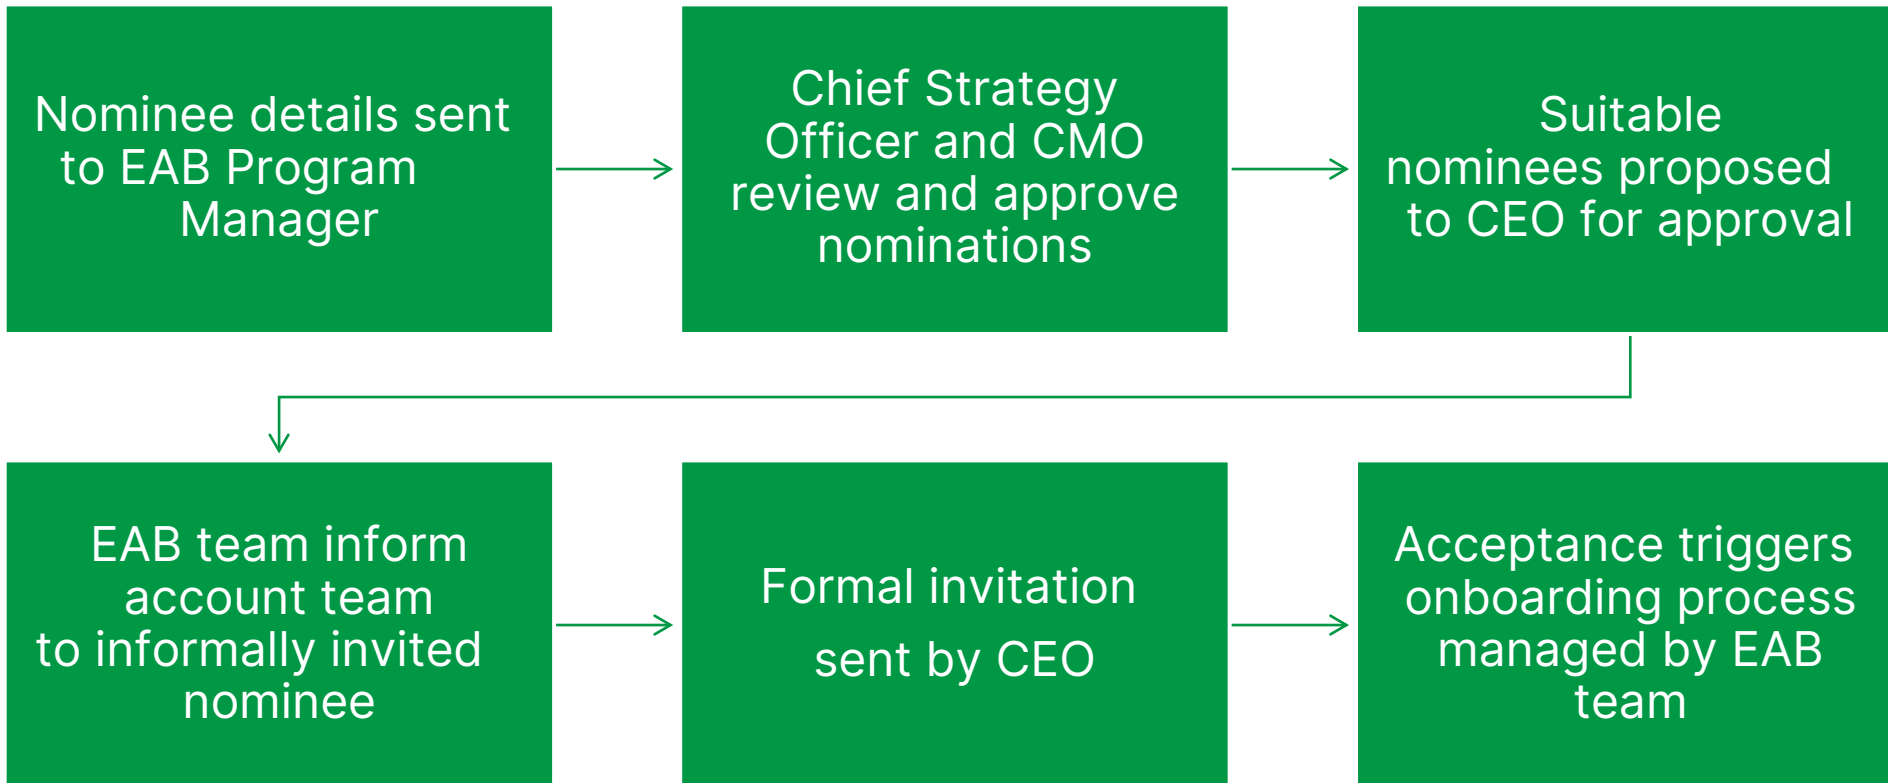 Nominee details sent
to EAB Program
Manager
Chief Strategy
Officer and CMO
review and approve
nominations
Suitable
nominees proposed
to CEO for approval
EAB team inform
account team
to informally invited
nominee
Formal invitation
sent by CEO
Acceptance triggers
onboarding process
managed by EAB
team